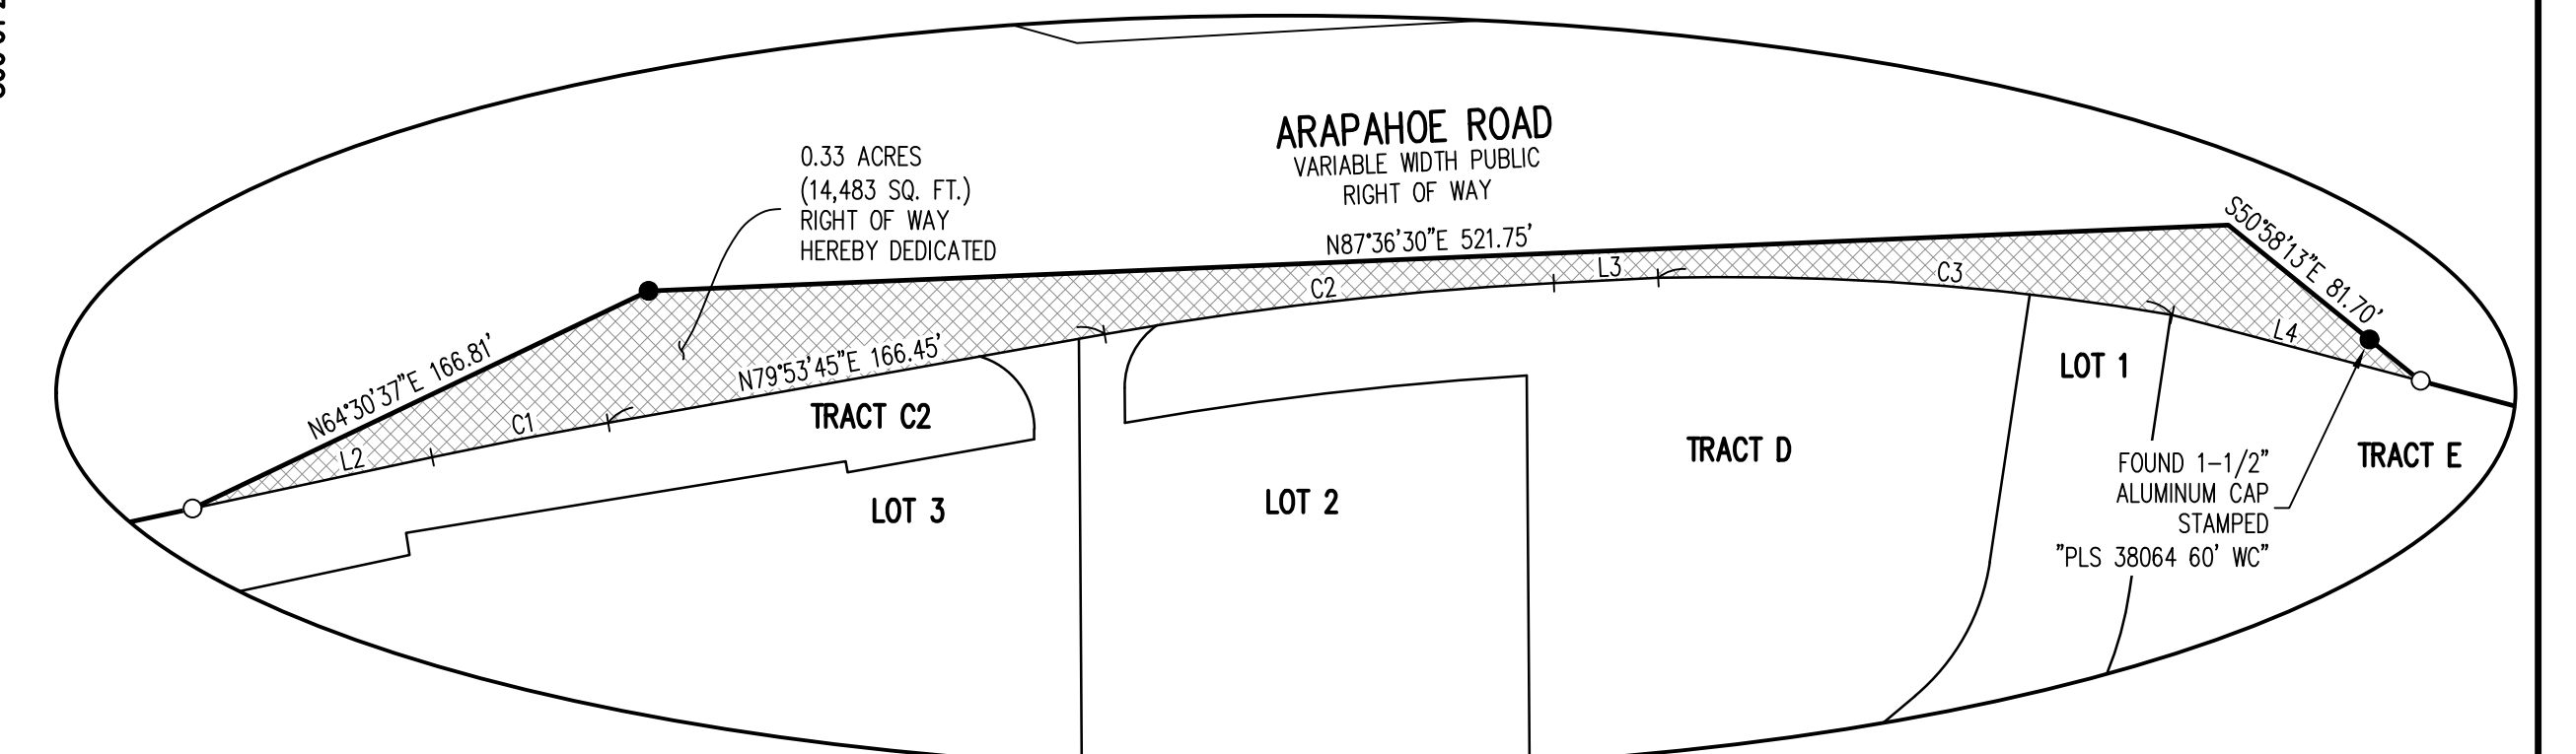 ARAPAHOE ROAD
VARIABLE WIDTH PUBLIC
RIGHT OF WAY
0.33 ACRES
(14,483 SQ. FT.)
RIGHT OF WAY
HEREBY DEDICATED
N87°36'30"E 521.75'
S50°58'13"E 81.70'
N64°30'37"E 166.81'
N79°53'45"E 166.45'
L2
C1
C2
L3
C3
L4
TRACT C2
LOT 3
LOT 2
TRACT D
LOT 1
TRACT E
FOUND 1-1/2"
ALUMINUM CAP
STAMPED
"PLS 38064 60' WC"